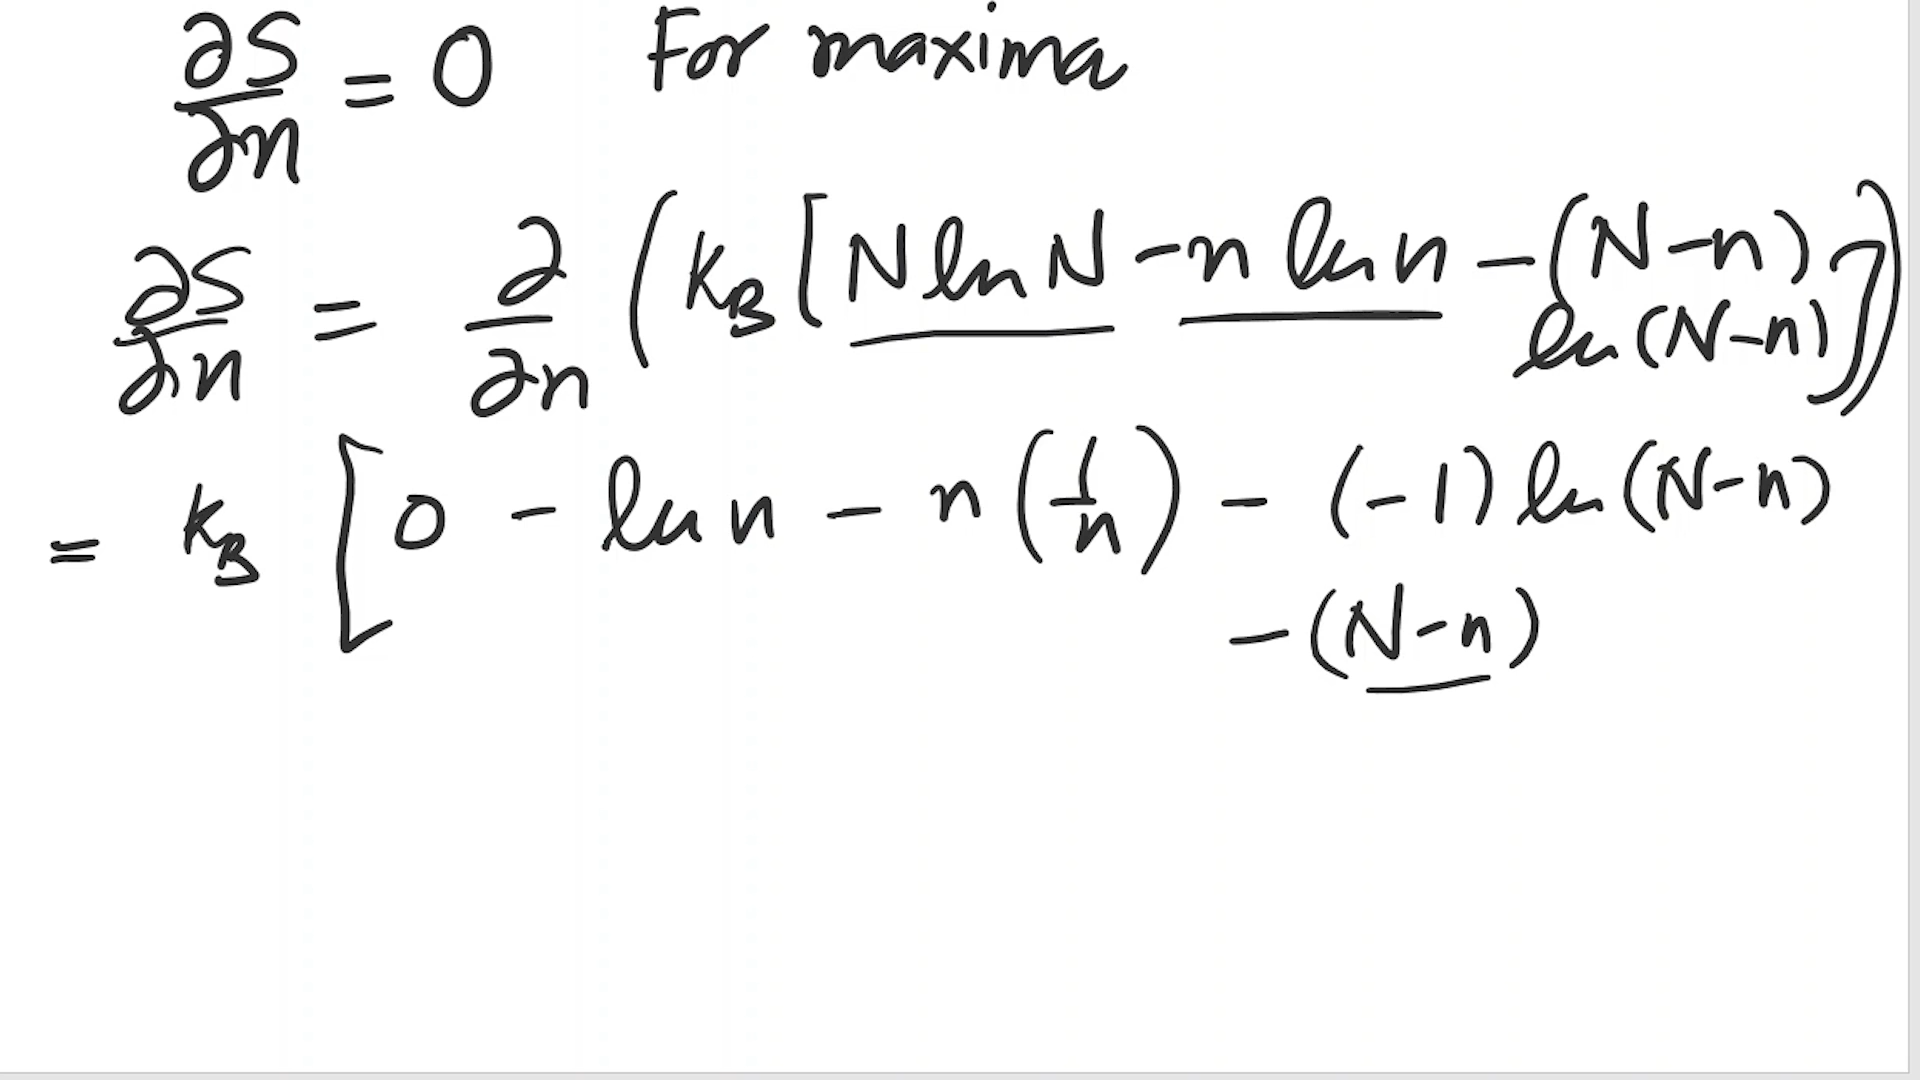 ∂S/∂n = 0 For maxima
∂S/∂n = ∂/∂n (k_B [N ln N - n ln n - (N-n) ln (N-n)])
= k_B [0 - ln n - n (1/n) - (-1) ln (N-n)
- (N-n)